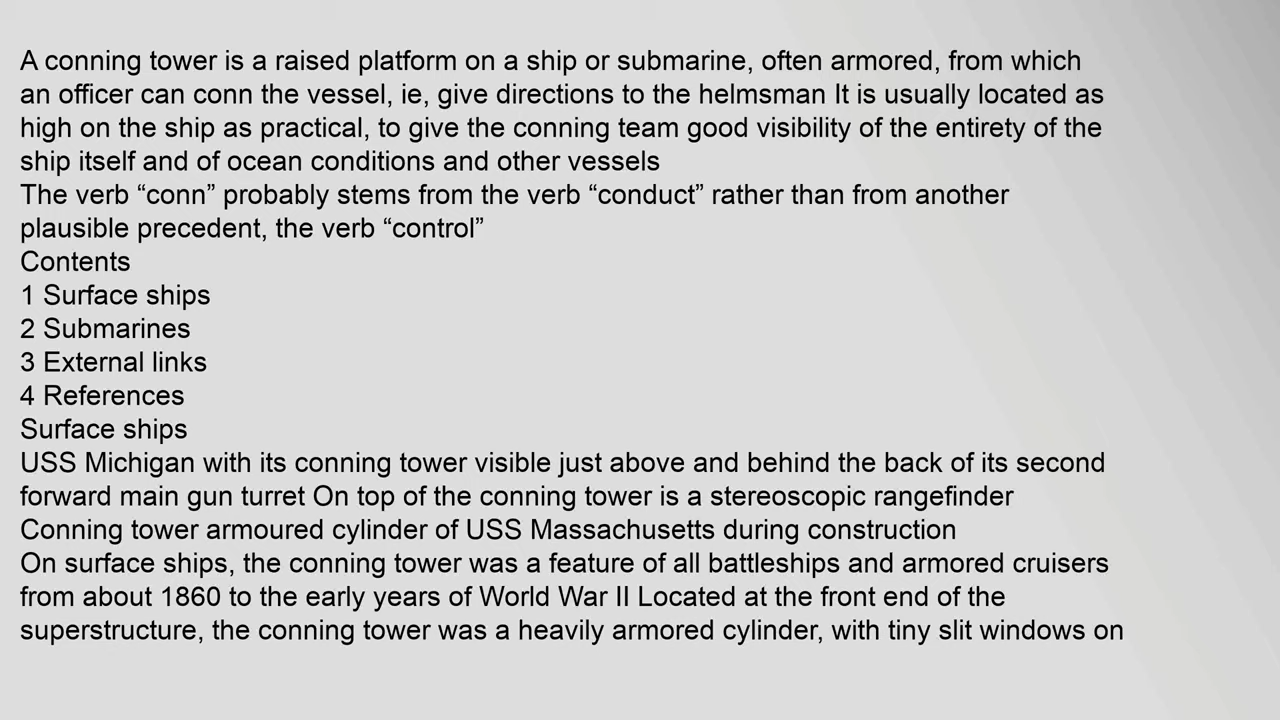 A conning tower is a raised platform on a ship or submarine, often armored, from which
an officer can conn the vessel, ie, give directions to the helmsman It is usually located as
high on the ship as practical, to give the conning team good visibility of the entirety of the
ship itself and of ocean conditions and other vessels
The verb “conn” probably stems from the verb “conduct” rather than from another
plausible precedent, the verb “control”
Contents
1 Surface ships
2 Submarines
3 External links
4 References
Surface ships
USS Michigan with its conning tower visible just above and behind the back of its second
forward main gun turret On top of the conning tower is a stereoscopic rangefinder
Conning tower armoured cylinder of USS Massachusetts during construction
On surface ships, the conning tower was a feature of all battleships and armored cruisers
from about 1860 to the early years of World War II Located at the front end of the
superstructure, the conning tower was a heavily armored cylinder, with tiny slit windows on